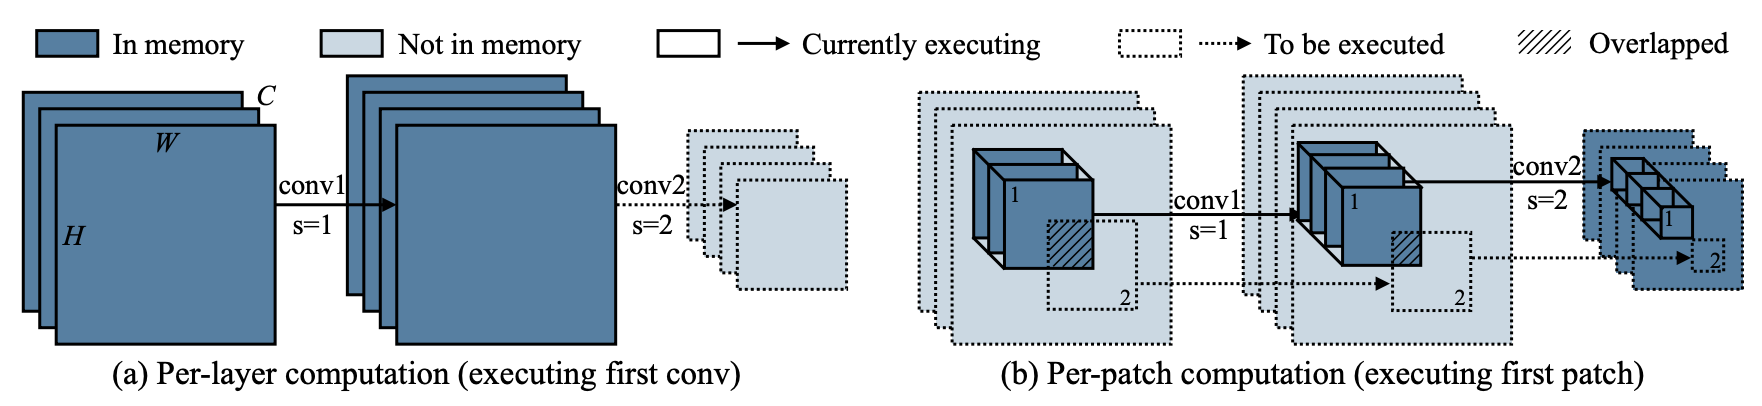 In memory
Not in memory
Currently executing
To be executed
Overlapped
C
W
H
conv1
s=1
conv2
s=2
(a) Per-layer computation (executing first conv)
1
2
conv1
s=1
1
2
conv2
s=2
1
2
(b) Per-patch computation (executing first patch)